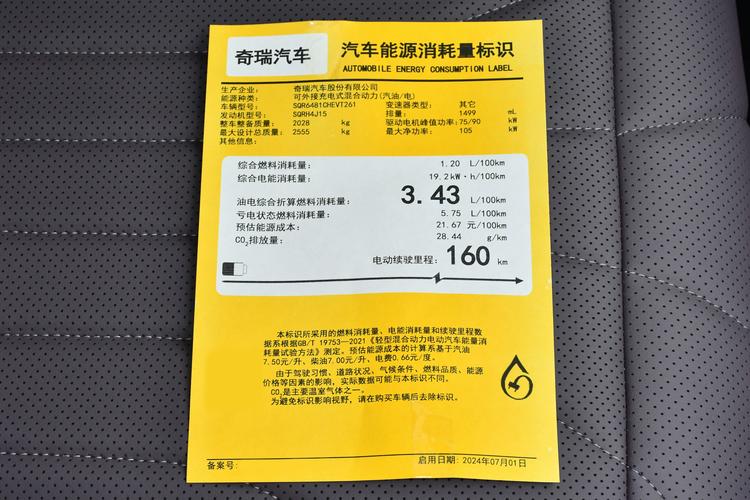 奇瑞汽车
汽车能源消耗量标识
AUTOMOBILE ENERGY CONSUMPTION LABEL
生产企业: 奇瑞汽车股份有限公司
能源种类: 可外接充电式混合动力(汽油/电)
车辆型号: SQR6481CHEVT261 变速器类型: 其它
发动机型号: SQRH4J15 排量: 1499 mL
整车整备质量: 2028 kg 驱动电机峰值功率: 75/90 kW
最大设计总质量: 2555 kg 最大净功率: 105 kW
其他信息:
综合燃料消耗量: 1.20 L/100km
综合电能消耗量: 19.2 kW·h/100km
油电综合折算燃料消耗量: 3.43 L/100km
亏电状态燃料消耗量: 5.75 L/100km
预估能源成本: 21.67 元/100km
CO₂排放量: 28.44 g/km
电动续驶里程: 160 km
本标识所采用的燃料消耗量、电能消耗量和续驶里程数
据系根据GB/T 19753—2021《轻型混合动力电动汽车能量消
耗量试验方法》测定。预估能源成本的计算系基于汽油
7.50元/升、柴油7.00元/升、电费0.66元/度。
由于驾驶习惯、道路状况、气候条件、燃料品质、能源
价格等因素的影响，实际数据可能与本标识不同。
CO₂是主要温室气体之一。
为避免标识影响视野，请在购买车辆后去除标识。
备案号:
启用日期: 2024年07月01日